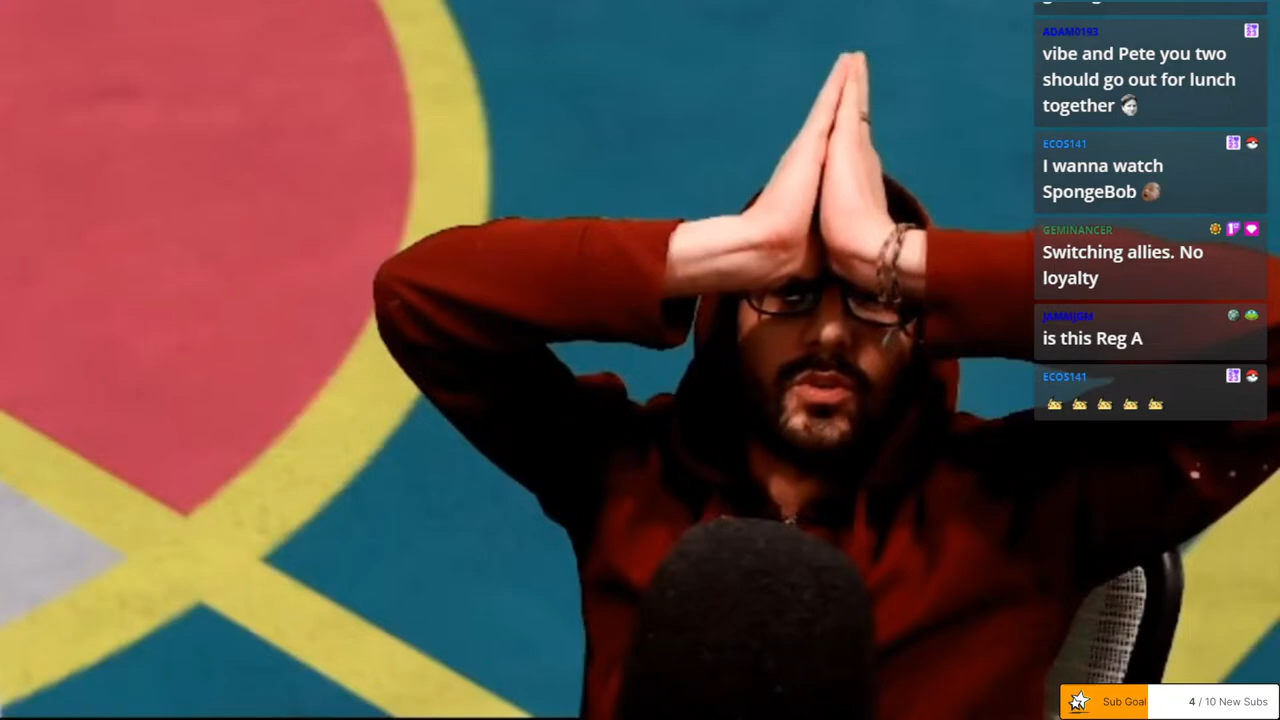 ADAM0193
vibe and Pete you two
should go out for lunch
together
ECOS141
I wanna watch
SpongeBob
GEMINANCER
Switching allies. No
loyalty
JAMMJGM
is this Reg A
ECOS141
Sub Goal
4 / 10 New Subs